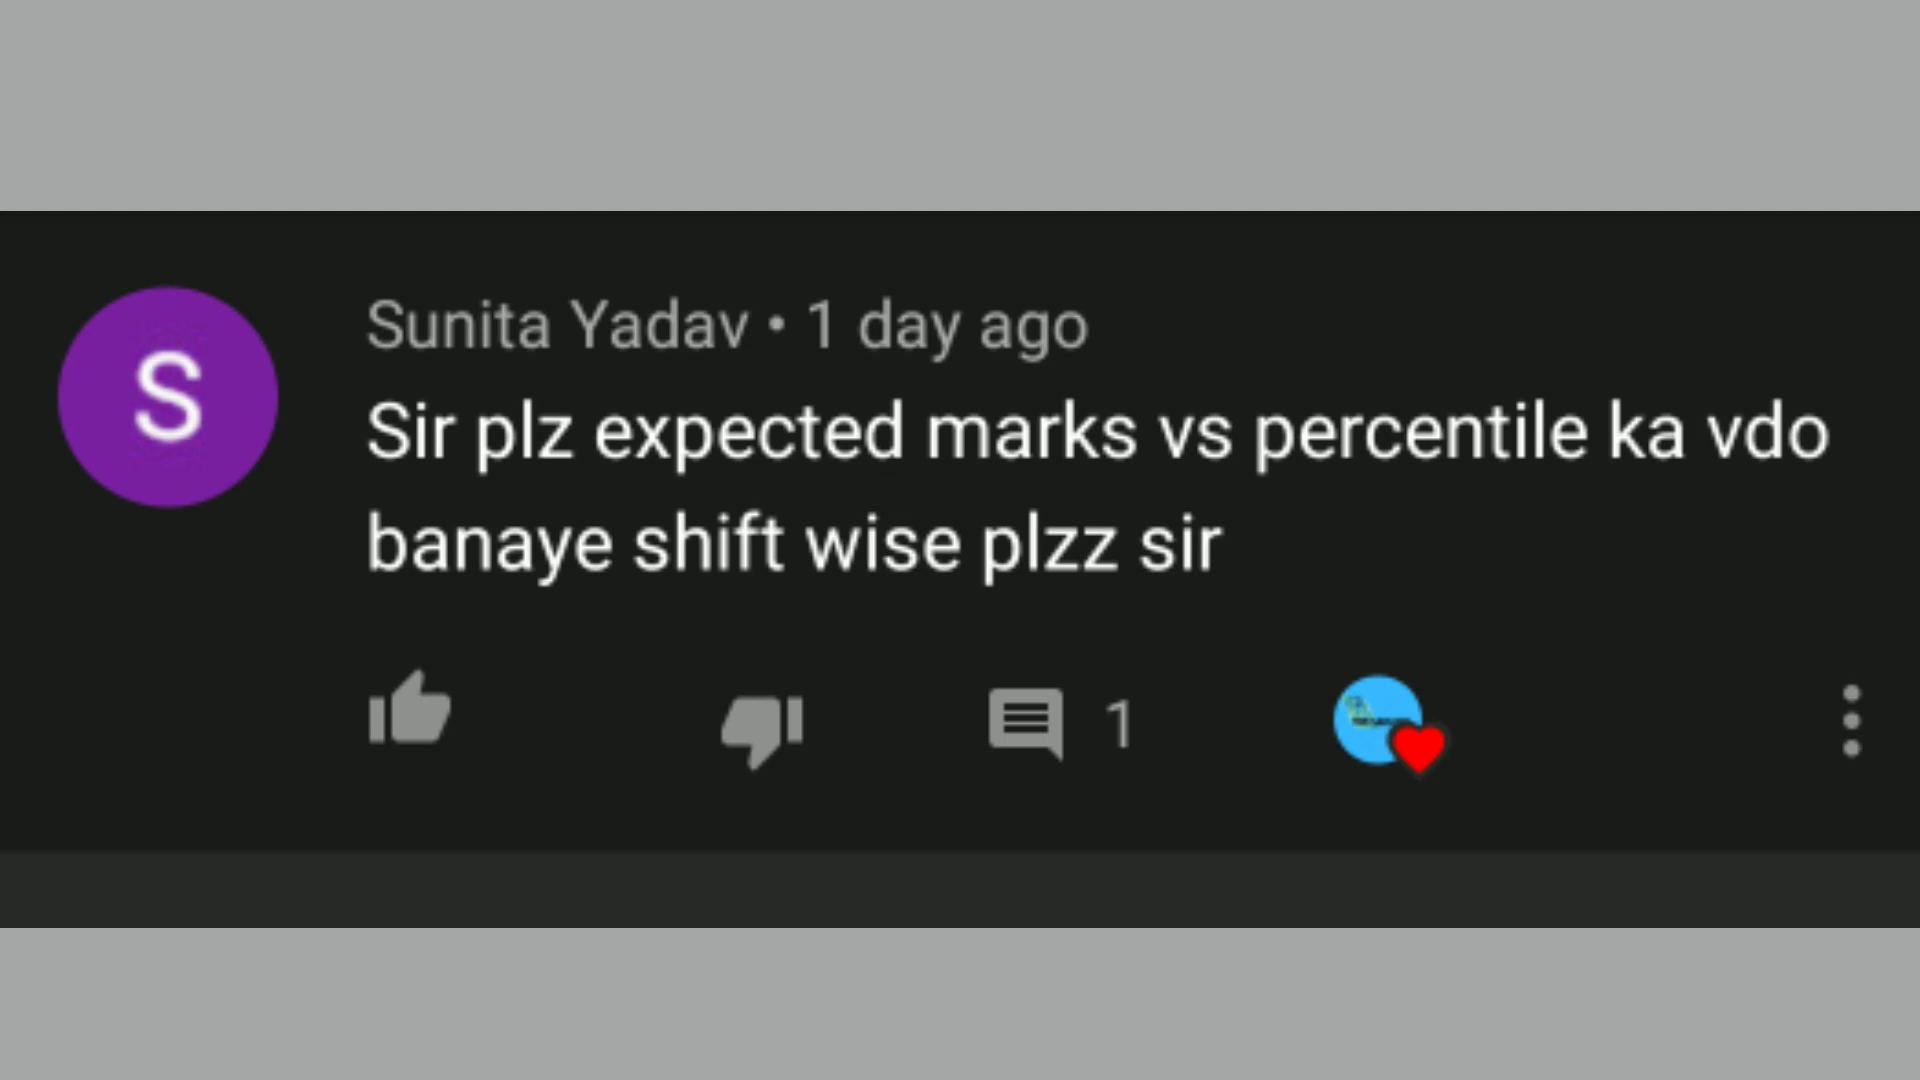 S
Sunita Yadav • 1 day ago
Sir plz expected marks vs percentile ka vdo
banaye shift wise plzz sir
1